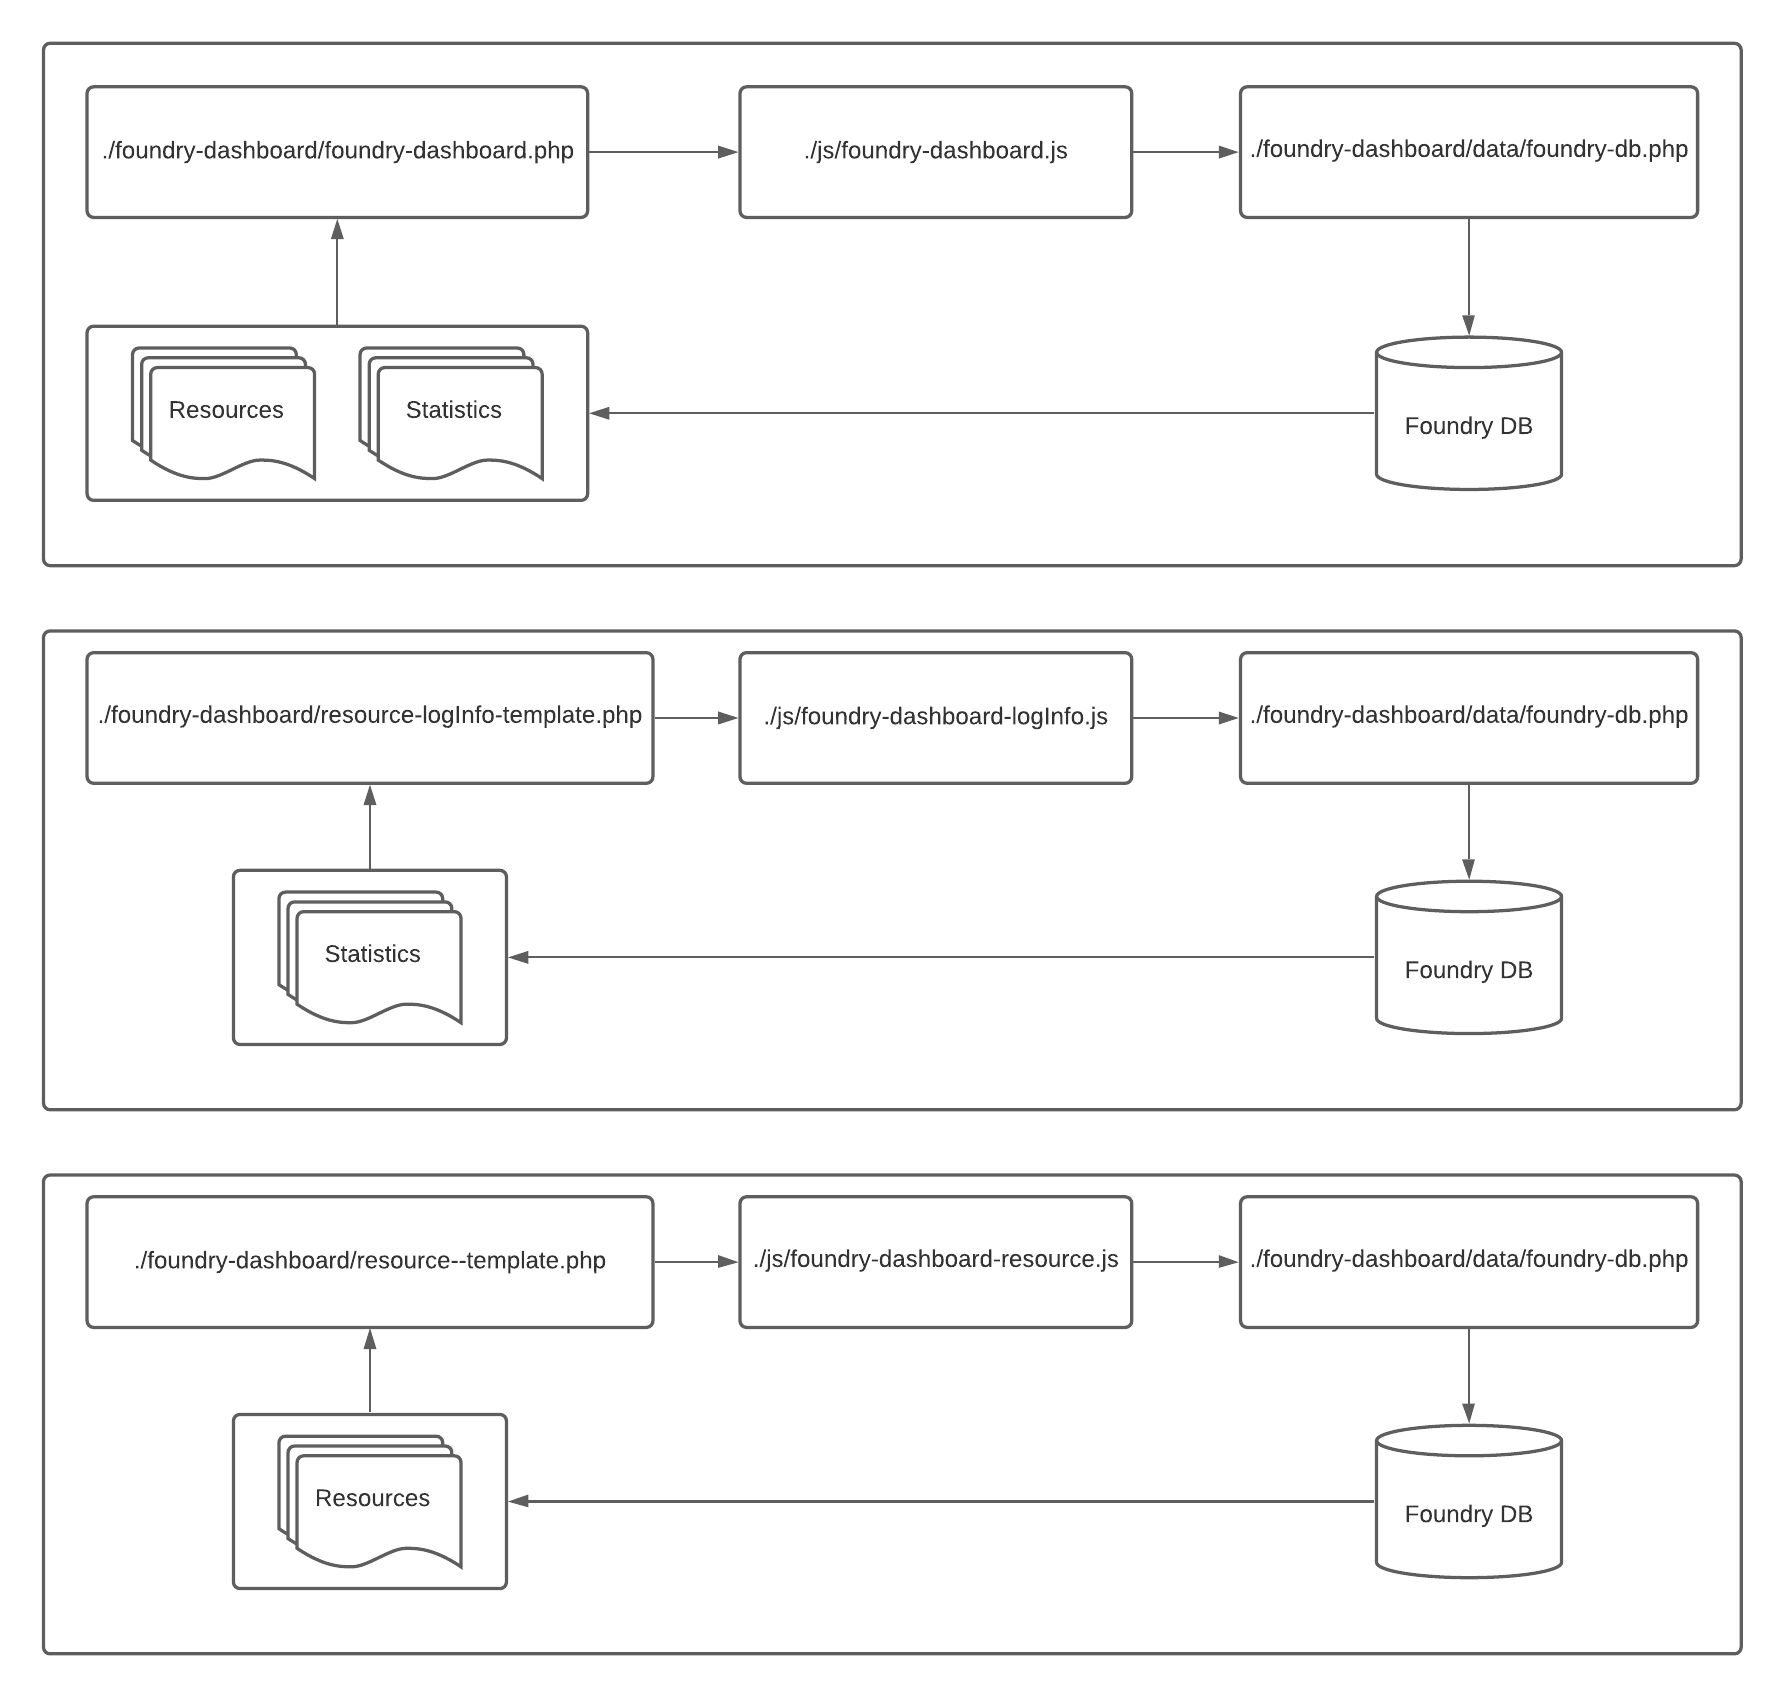 ./foundry-dashboard/foundry-dashboard.php
./js/foundry-dashboard.js
./foundry-dashboard/data/foundry-db.php
Resources
Statistics
Foundry DB
./foundry-dashboard/resource-logInfo-template.php
./js/foundry-dashboard-logInfo.js
./foundry-dashboard/data/foundry-db.php
Statistics
Foundry DB
./foundry-dashboard/resource--template.php
./js/foundry-dashboard-resource.js
./foundry-dashboard/data/foundry-db.php
Resources
Foundry DB